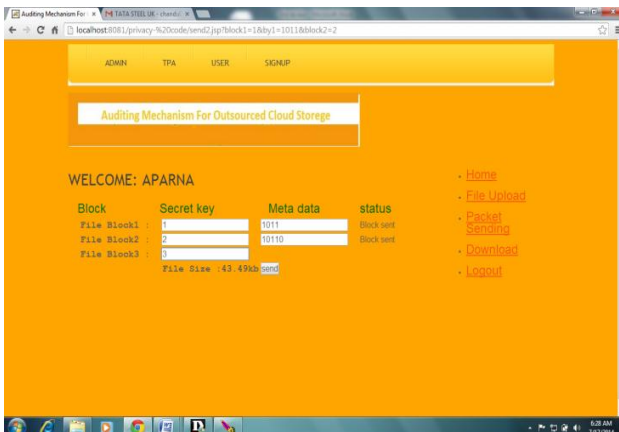 Auditing Mechanism For
TATA STEEL UK - chandu
localhost:8081/privacy-%20code/send2.jsp?block1=1&by1=1011&block2=2
ADMIN TPA USER SIGNUP
Auditing Mechanism For Outsourced Cloud Storege
WELCOME: APARNA
Block Secret key Meta data status
File Block1 : 1 1011 Block sent
File Block2 : 2 10110 Block sent
File Block3 : 3
File Size :43.49kb send
Home
File Upload
Packet
Sending
Download
Logout
6:28 AM